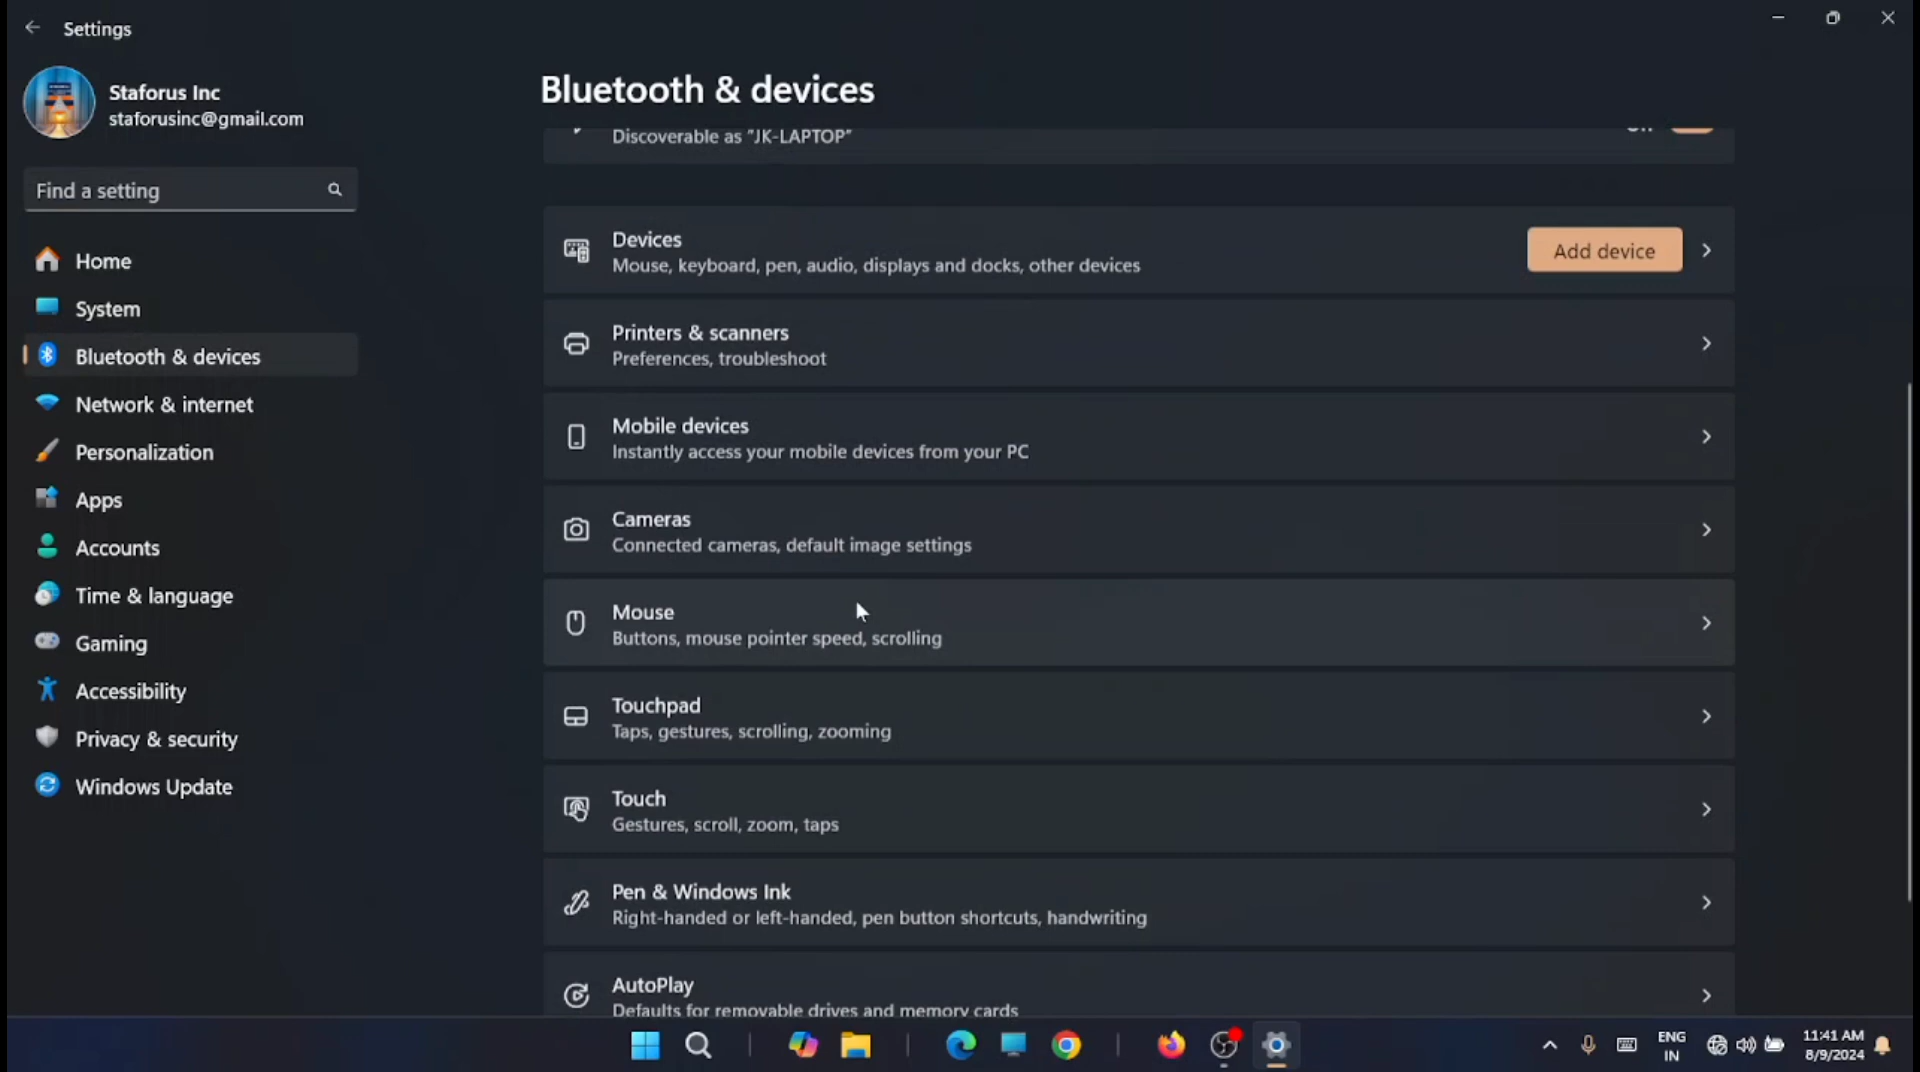 Settings
Staforus Inc
staforusinc@gmail.com
Find a setting
Home
System
Bluetooth & devices
Network & internet
Personalization
Apps
Accounts
Time & language
Gaming
Accessibility
Privacy & security
Windows Update
Bluetooth & devices
Discoverable as "JK-LAPTOP"
Devices
Mouse, keyboard, pen, audio, displays and docks, other devices
Add device
Printers & scanners
Preferences, troubleshoot
Mobile devices
Instantly access your mobile devices from your PC
Cameras
Connected cameras, default image settings
Mouse
Buttons, mouse pointer speed, scrolling
Touchpad
Taps, gestures, scrolling, zooming
Touch
Gestures, scroll, zoom, taps
Pen & Windows Ink
Right-handed or left-handed, pen button shortcuts, handwriting
AutoPlay
Defaults for removable drives and memory cards
ENG
IN
11:41 AM
8/9/2024